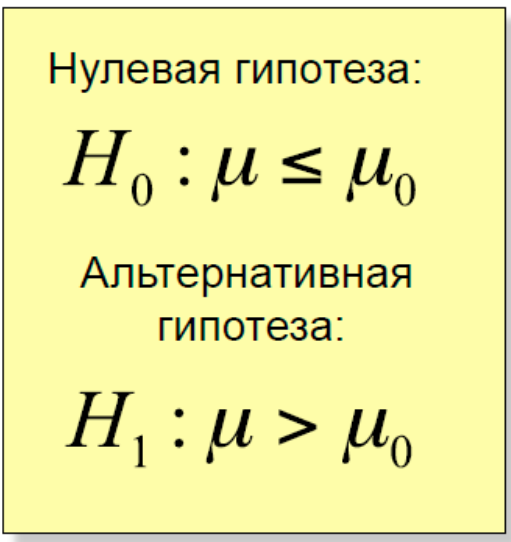 Нулевая гипотеза:
H₀ : μ ≤ μ₀
Альтернативная
гипотеза:
H₁ : μ > μ₀